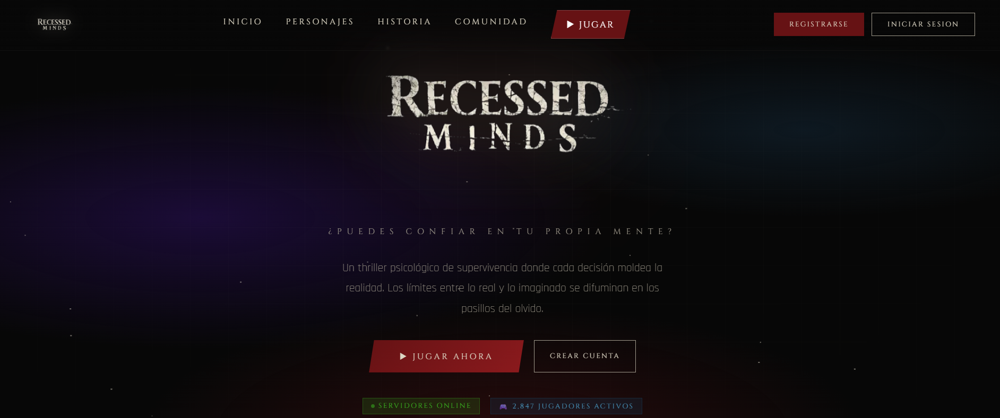 RECESSED
MINDS
INICIO
PERSONAJES
HISTORIA
COMUNIDAD
▶ JUGAR
REGISTRARSE
INICIAR SESION
RECESSED
MINDS
¿PUEDES CONFIAR EN TU PROPIA MENTE?
Un thriller psicológico de supervivencia donde cada decisión moldea la
realidad. Los límites entre lo real y lo imaginado se difuminan en los
pasillos del olvido.
▶ JUGAR AHORA
CREAR CUENTA
SERVIDORES ONLINE
🎮 2,847 JUGADORES ACTIVOS